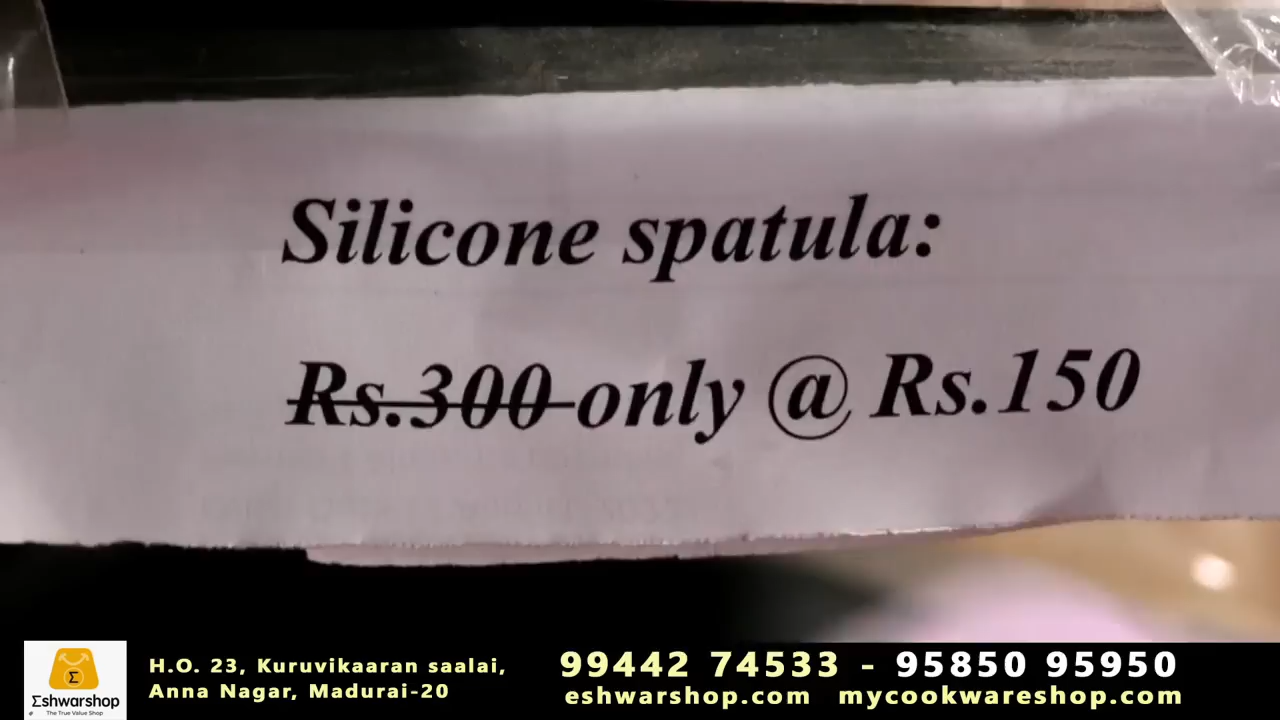 Silicone spatula:
Rs.300 only @ Rs.150
Σshwarshop
The True Value Shop
H.O. 23, Kuruvikaaran saalai,
Anna Nagar, Madurai-20
99442 74533 - 95850 95950
eshwarshop.com mycookwareshop.com